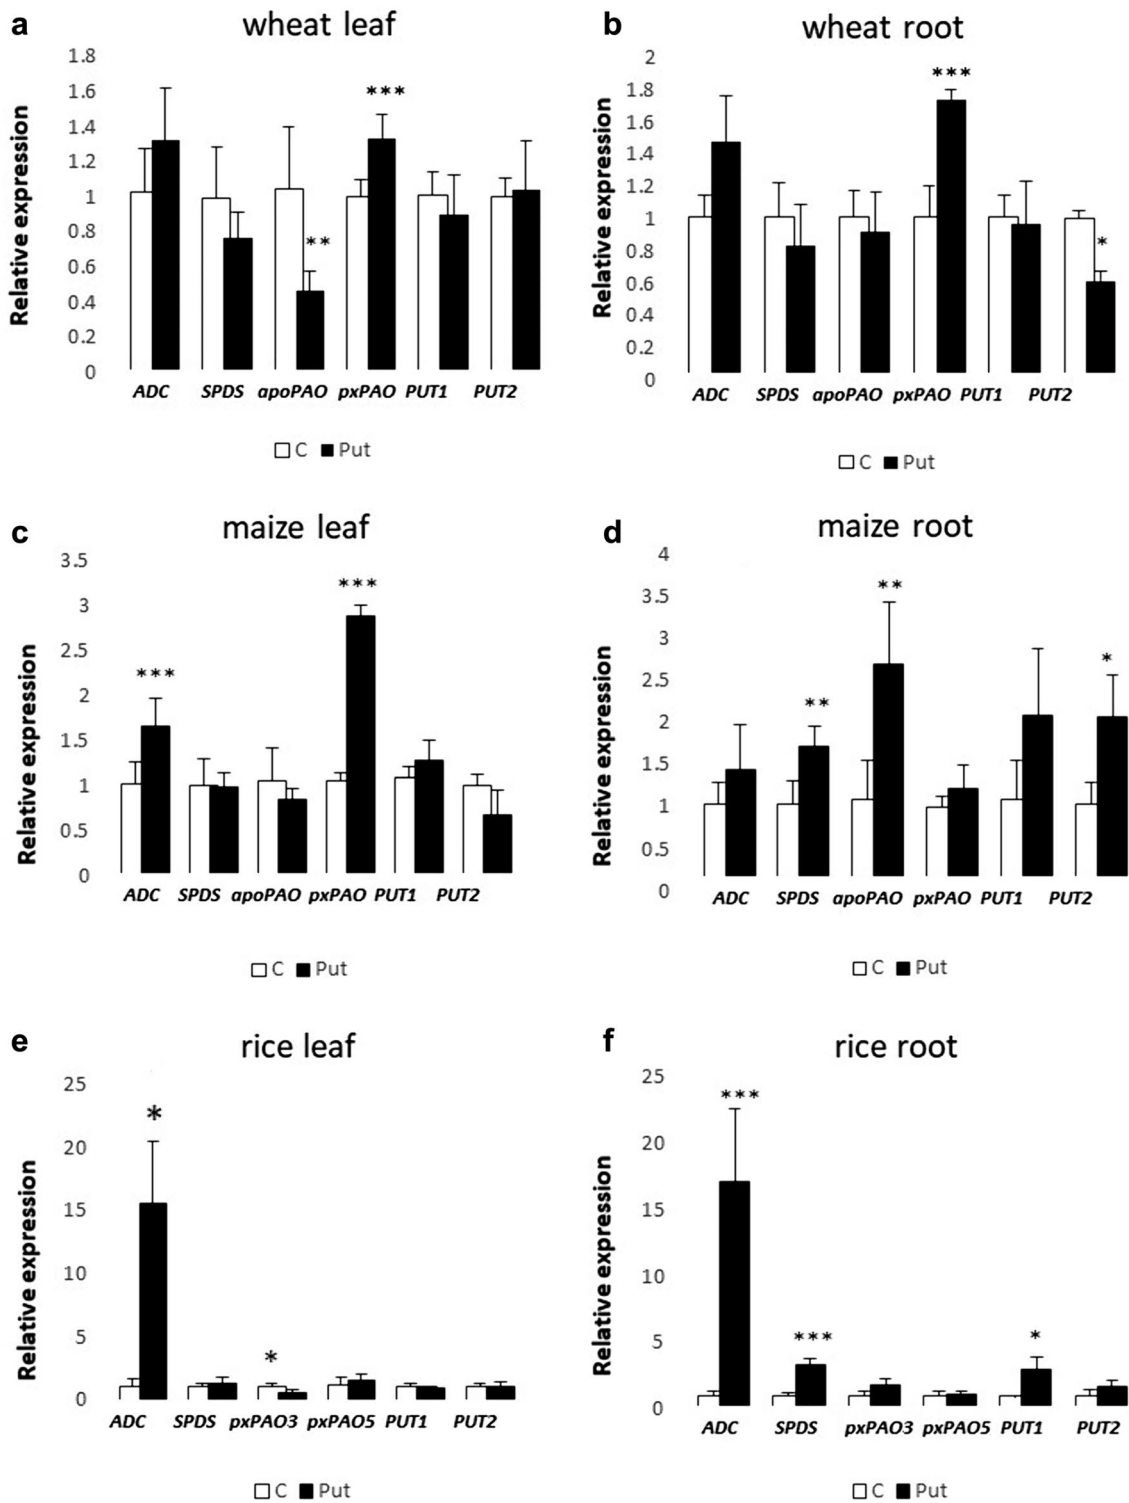 a
wheat leaf
Relative expression
1.8
1.6
1.4
1.2
1
0.8
0.6
0.4
0.2
0
***
**
ADC SPDS apoPAO pxPAO PUT1 PUT2
C Put
b
wheat root
Relative expression
2
1.8
1.6
1.4
1.2
1
0.8
0.6
0.4
0.2
0
***
*
ADC SPDS apoPAO pxPAO PUT1 PUT2
C Put
c
maize leaf
Relative expression
3.5
3
2.5
2
1.5
1
0.5
0
***
***
ADC SPDS apoPAO pxPAO PUT1 PUT2
C Put
d
maize root
Relative expression
4
3.5
3
2.5
2
1.5
1
0.5
0
**
**
*
ADC SPDS apoPAO pxPAO PUT1 PUT2
C Put
e
rice leaf
Relative expression
25
20
15
10
5
0
*
*
ADC SPDS pxPAO3 pxPAO5 PUT1 PUT2
C Put
f
rice root
Relative expression
25
20
15
10
5
0
***
***
*
ADC SPDS pxPAO3 pxPAO5 PUT1 PUT2
C Put